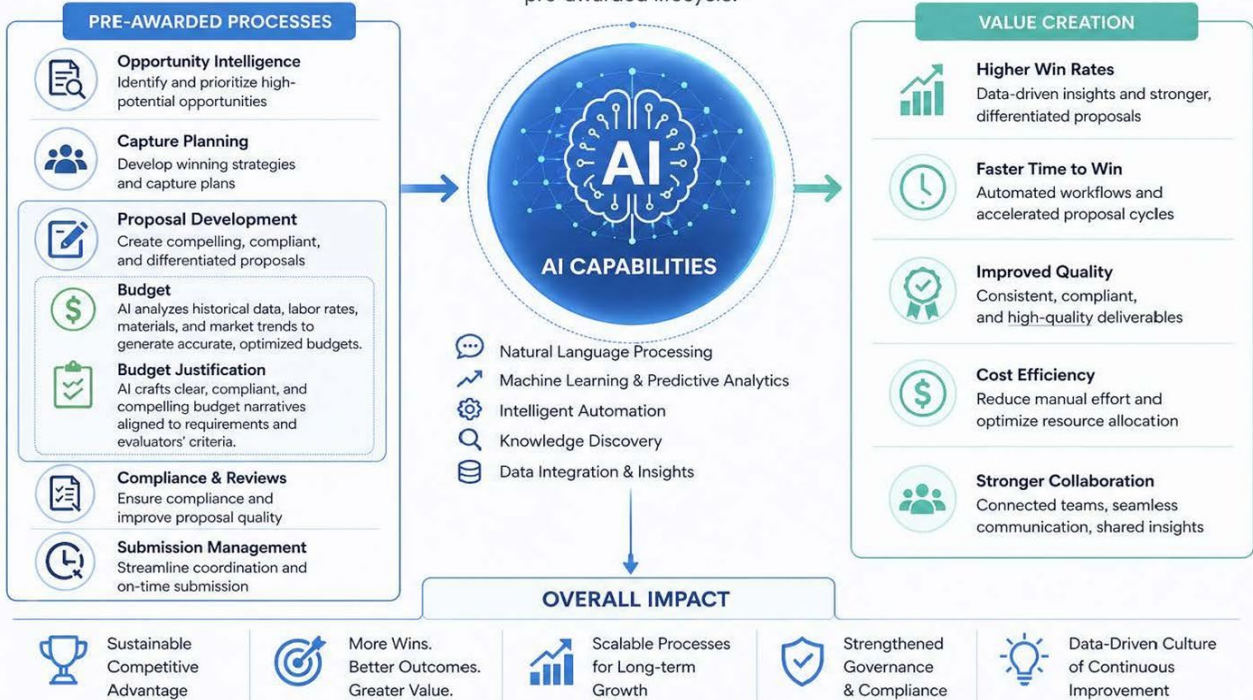 pre-awarded lifecycle.
PRE-AWARDED PROCESSES
Opportunity Intelligence
Identify and prioritize high-
potential opportunities
Capture Planning
Develop winning strategies
and capture plans
Proposal Development
Create compelling, compliant,
and differentiated proposals
Budget
AI analyzes historical data, labor rates,
materials, and market trends to
generate accurate, optimized budgets.
Budget Justification
AI crafts clear, compliant, and
compelling budget narratives
aligned to requirements and
evaluators' criteria.
Compliance & Reviews
Ensure compliance and
improve proposal quality
Submission Management
Streamline coordination and
on-time submission
AI
AI CAPABILITIES
Natural Language Processing
Machine Learning & Predictive Analytics
Intelligent Automation
Knowledge Discovery
Data Integration & Insights
VALUE CREATION
Higher Win Rates
Data-driven insights and stronger,
differentiated proposals
Faster Time to Win
Automated workflows and
accelerated proposal cycles
Improved Quality
Consistent, compliant,
and high-quality deliverables
Cost Efficiency
Reduce manual effort and
optimize resource allocation
Stronger Collaboration
Connected teams, seamless
communication, shared insights
OVERALL IMPACT
Sustainable
Competitive
Advantage
More Wins.
Better Outcomes.
Greater Value.
Scalable Processes
for Long-term
Growth
Strengthened
Governance
& Compliance
Data-Driven Culture
of Continuous
Improvement